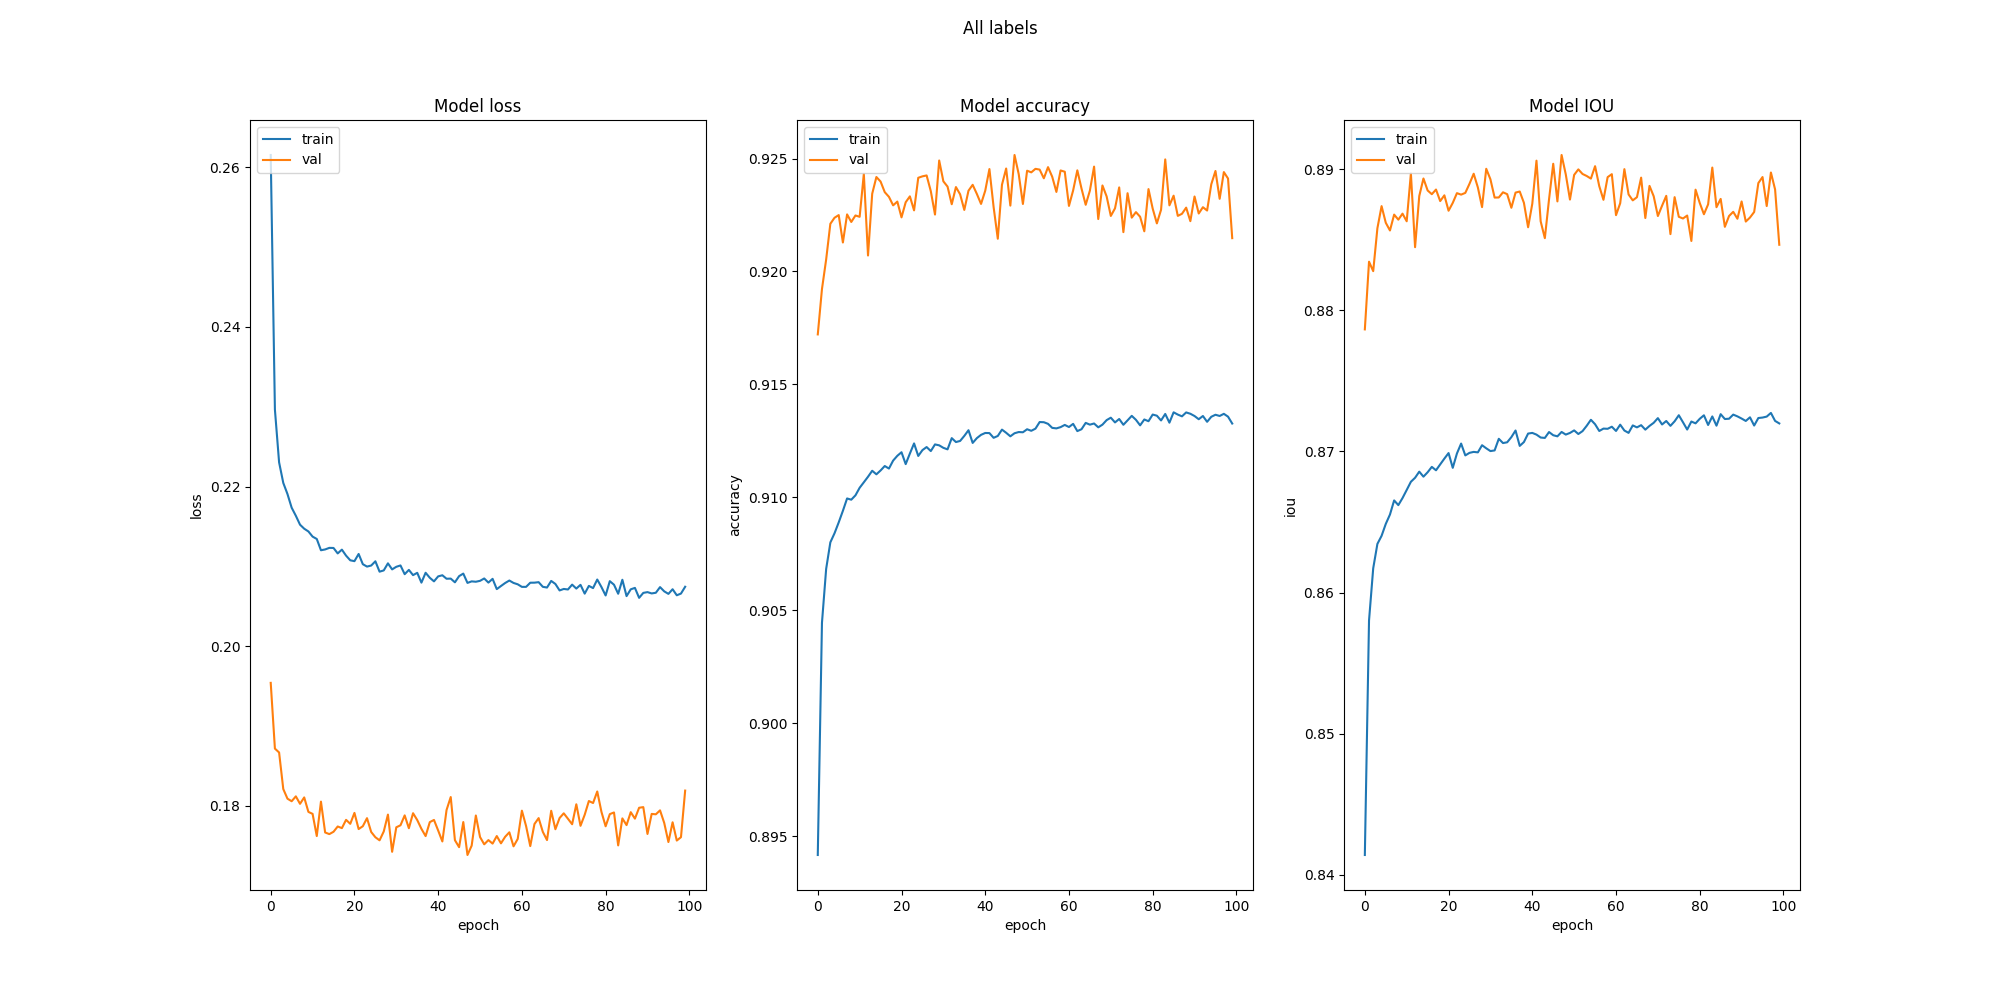 All labels
Model loss
train
val
0.26
0.24
0.22
0.20
0.18
loss
0 20 40 60 80 100
epoch
Model accuracy
train
val
0.925
0.920
0.915
0.910
0.905
0.900
0.895
accuracy
0 20 40 60 80 100
epoch
Model IOU
train
val
0.89
0.88
0.87
0.86
0.85
0.84
iou
0 20 40 60 80 100
epoch